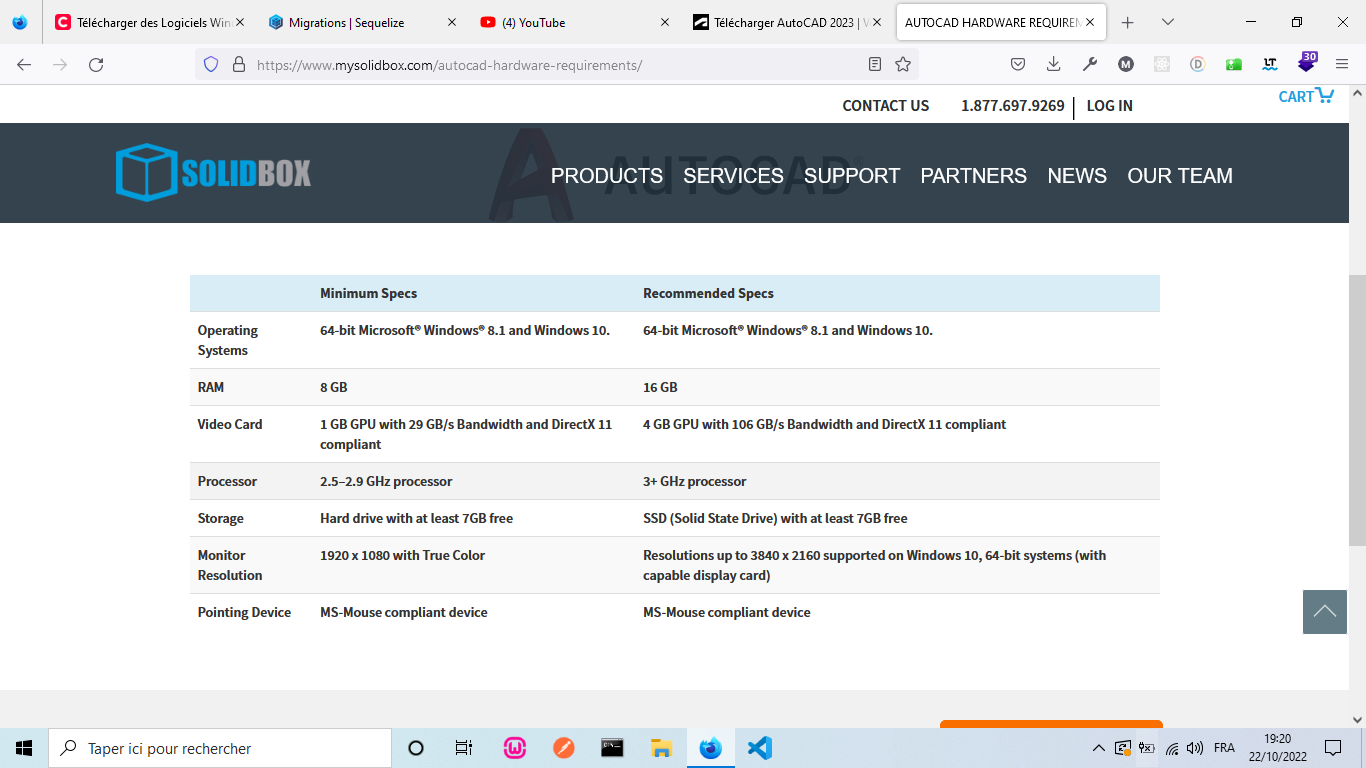 Télécharger des Logiciels Win
Migrations | Sequelize
(4) YouTube
Télécharger AutoCAD 2023 | V
AUTOCAD HARDWARE REQUIREM
https://www.mysolidbox.com/autocad-hardware-requirements/
30
CONTACT US 1.877.697.9269 LOG IN
CART
SOLIDBOX
AUTOCAD
PRODUCTS SERVICES SUPPORT PARTNERS NEWS OUR TEAM
Minimum Specs Recommended Specs
Operating Systems 64-bit Microsoft® Windows® 8.1 and Windows 10. 64-bit Microsoft® Windows® 8.1 and Windows 10.
RAM 8 GB 16 GB
Video Card 1 GB GPU with 29 GB/s Bandwidth and DirectX 11 compliant 4 GB GPU with 106 GB/s Bandwidth and DirectX 11 compliant
Processor 2.5–2.9 GHz processor 3+ GHz processor
Storage Hard drive with at least 7GB free SSD (Solid State Drive) with at least 7GB free
Monitor Resolution 1920 x 1080 with True Color Resolutions up to 3840 x 2160 supported on Windows 10, 64-bit systems (with capable display card)
Pointing Device MS-Mouse compliant device MS-Mouse compliant device
Taper ici pour rechercher
FRA
19:20
22/10/2022